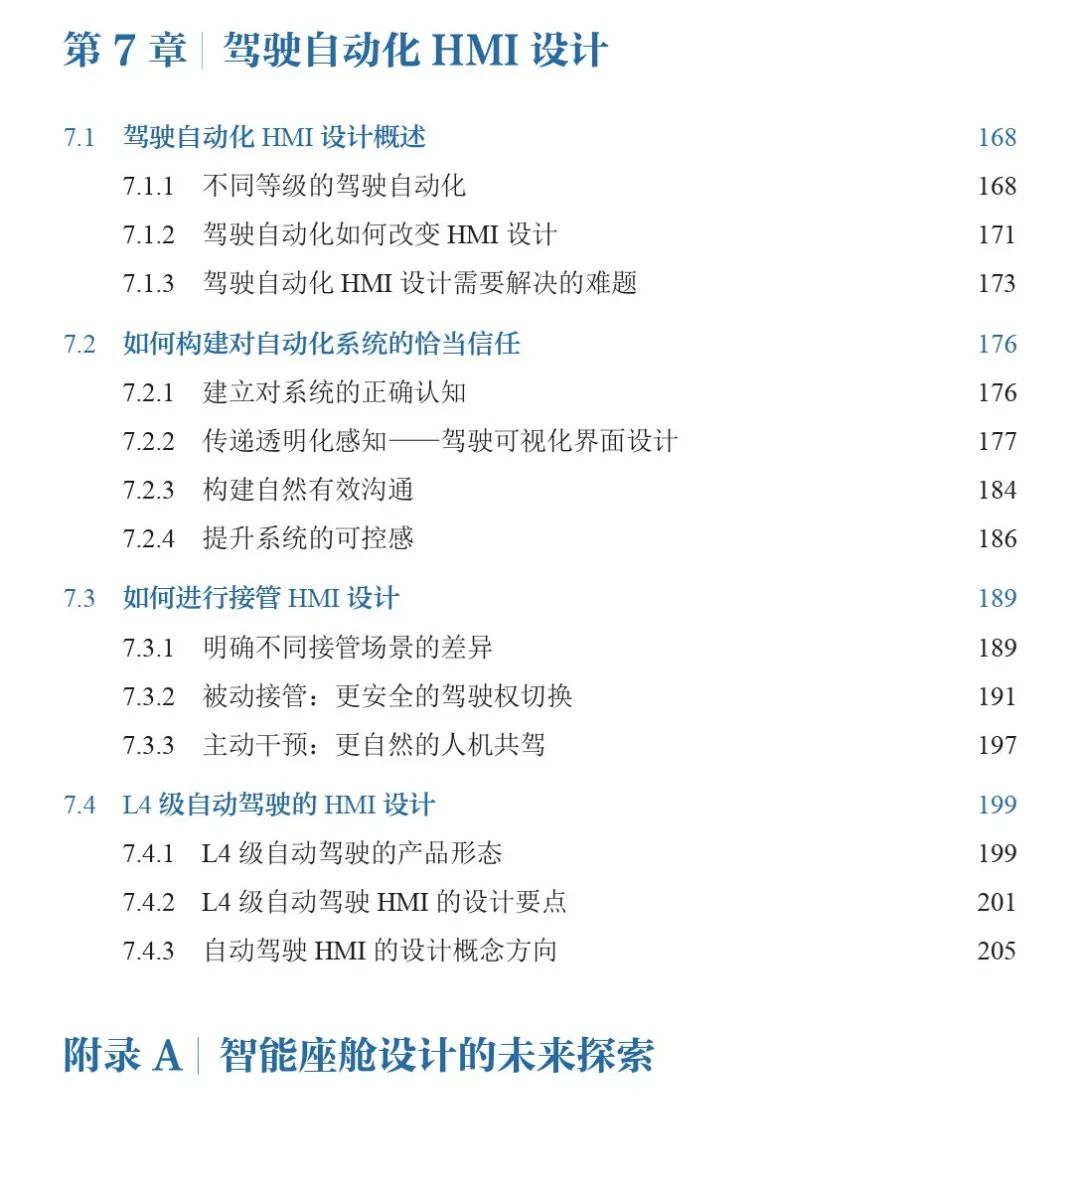 第 7 章 | 驾驶自动化 HMI 设计
7.1 驾驶自动化 HMI 设计概述 168
7.1.1 不同等级的驾驶自动化 168
7.1.2 驾驶自动化如何改变 HMI 设计 171
7.1.3 驾驶自动化 HMI 设计需要解决的难题 173
7.2 如何构建对自动化系统的恰当信任 176
7.2.1 建立对系统的正确认知 176
7.2.2 传递透明化感知——驾驶可视化界面设计 177
7.2.3 构建自然有效沟通 184
7.2.4 提升系统的可控感 186
7.3 如何进行接管 HMI 设计 189
7.3.1 明确不同接管场景的差异 189
7.3.2 被动接管：更安全的驾驶权切换 191
7.3.3 主动干预：更自然的人机共驾 197
7.4 L4 级自动驾驶的 HMI 设计 199
7.4.1 L4 级自动驾驶的产品形态 199
7.4.2 L4 级自动驾驶 HMI 的设计要点 201
7.4.3 自动驾驶 HMI 的设计概念方向 205
附录 A | 智能座舱设计的未来探索